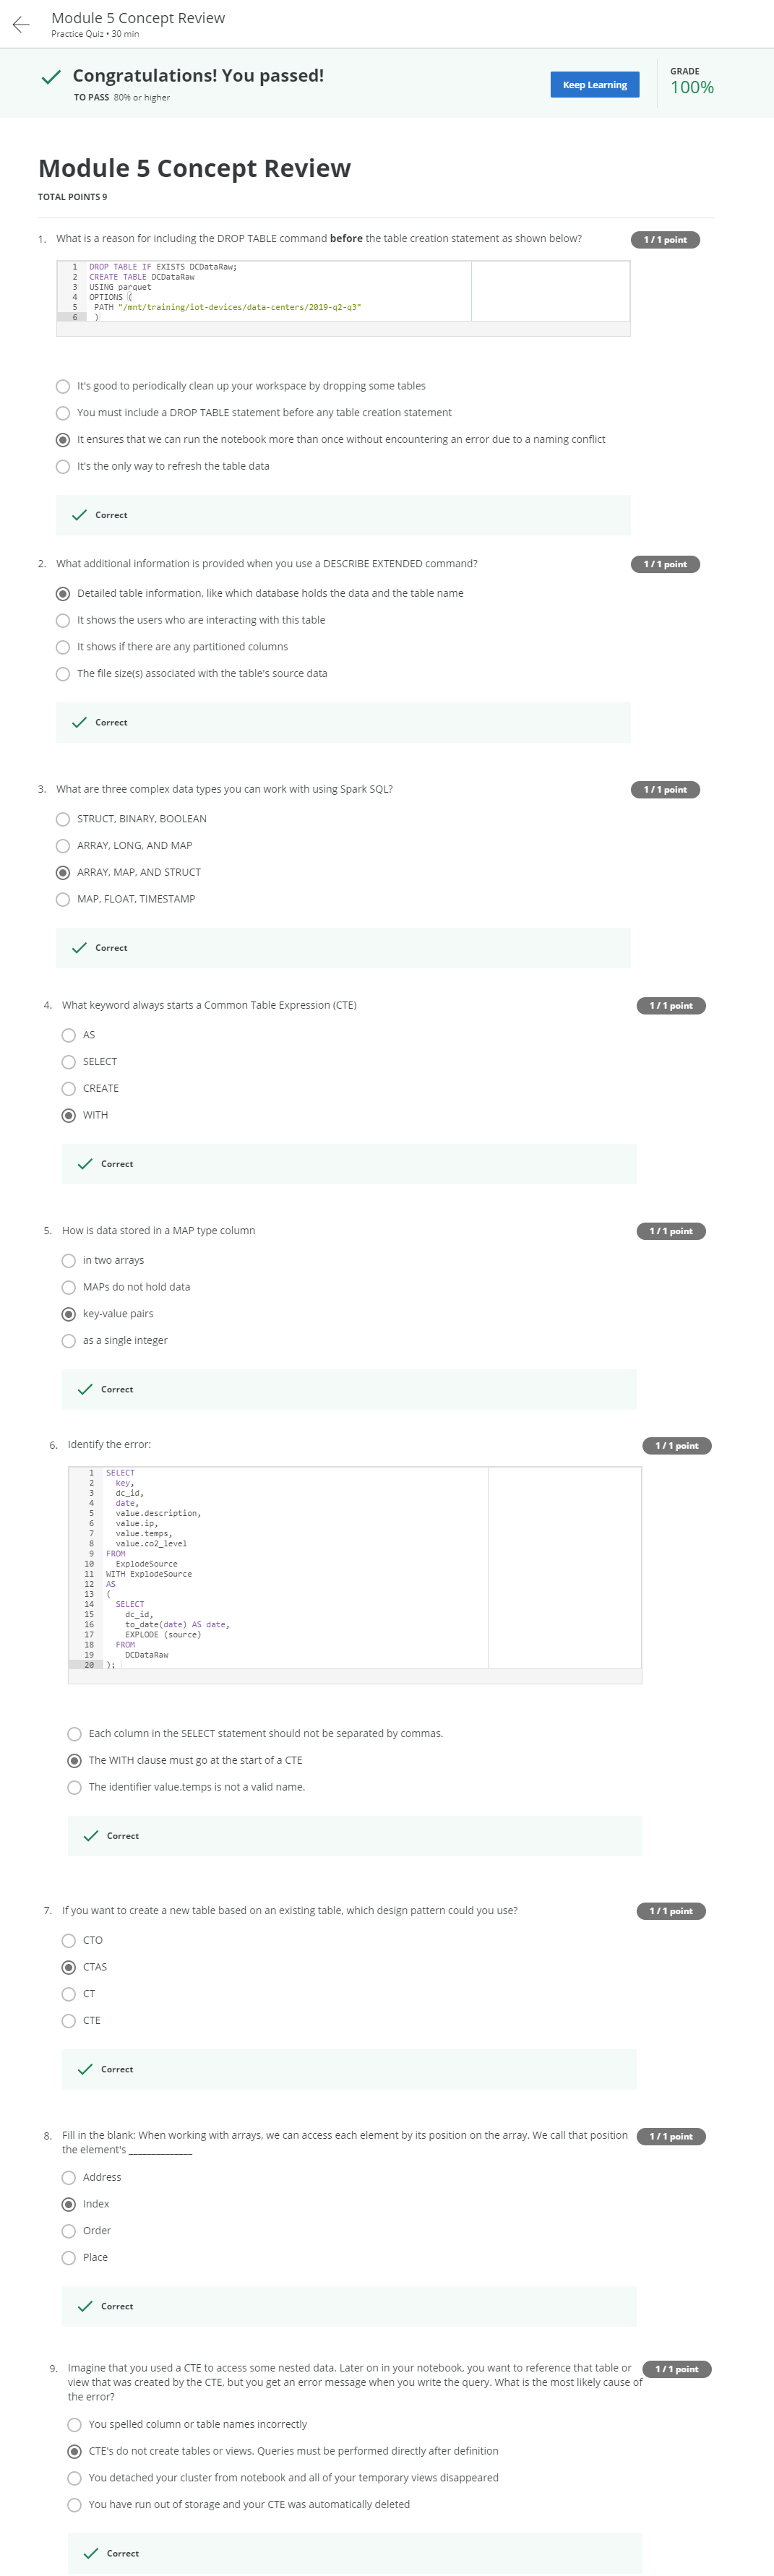 Module 5 Concept Review
Practice Quiz • 30 min
Congratulations! You passed!
TO PASS 80% or higher
Keep Learning
GRADE
100%
Module 5 Concept Review
TOTAL POINTS 9
1. What is a reason for including the DROP TABLE command before the table creation statement as shown below?
1 / 1 point
1 DROP TABLE IF EXISTS DCDataRaw;
2 CREATE TABLE DCDataRaw
3 USING parquet
4 OPTIONS (
5 PATH "/mnt/training/iot-devices/data-centers/2019-q2-q3"
6 )
It's good to periodically clean up your workspace by dropping some tables
You must include a DROP TABLE statement before any table creation statement
It ensures that we can run the notebook more than once without encountering an error due to a naming conflict
It's the only way to refresh the table data
Correct
2. What additional information is provided when you use a DESCRIBE EXTENDED command?
1 / 1 point
Detailed table information, like which database holds the data and the table name
It shows the users who are interacting with this table
It shows if there are any partitioned columns
The file size(s) associated with the table's source data
Correct
3. What are three complex data types you can work with using Spark SQL?
1 / 1 point
STRUCT, BINARY, BOOLEAN
ARRAY, LONG, AND MAP
ARRAY, MAP, AND STRUCT
MAP, FLOAT, TIMESTAMP
Correct
4. What keyword always starts a Common Table Expression (CTE)
1 / 1 point
AS
SELECT
CREATE
WITH
Correct
5. How is data stored in a MAP type column
1 / 1 point
in two arrays
MAPs do not hold data
key-value pairs
as a single integer
Correct
6. Identify the error:
1 / 1 point
1 SELECT
2 key,
3 dc_id,
4 date,
5 value.description,
6 value.ip,
7 value.temps,
8 value.co2_level
9 FROM
10 ExplodeSource
11 WITH ExplodeSource
12 AS
13 (
14 SELECT
15 dc_id,
16 to_date(date) AS date,
17 EXPLODE (source)
18 FROM
19 DCDataRaw
20 );
Each column in the SELECT statement should not be separated by commas.
The WITH clause must go at the start of a CTE
The identifier value.temps is not a valid name.
Correct
7. If you want to create a new table based on an existing table, which design pattern could you use?
1 / 1 point
CTO
CTAS
CT
CTE
Correct
8. Fill in the blank: When working with arrays, we can access each element by its position on the array. We call that position
the element's ______________
1 / 1 point
Address
Index
Order
Place
Correct
9. Imagine that you used a CTE to access some nested data. Later on in your notebook, you want to reference that table or
view that was created by the CTE, but you get an error message when you write the query. What is the most likely cause of
the error?
1 / 1 point
You spelled column or table names incorrectly
CTE's do not create tables or views. Queries must be performed directly after definition
You detached your cluster from notebook and all of your temporary views disappeared
You have run out of storage and your CTE was automatically deleted
Correct